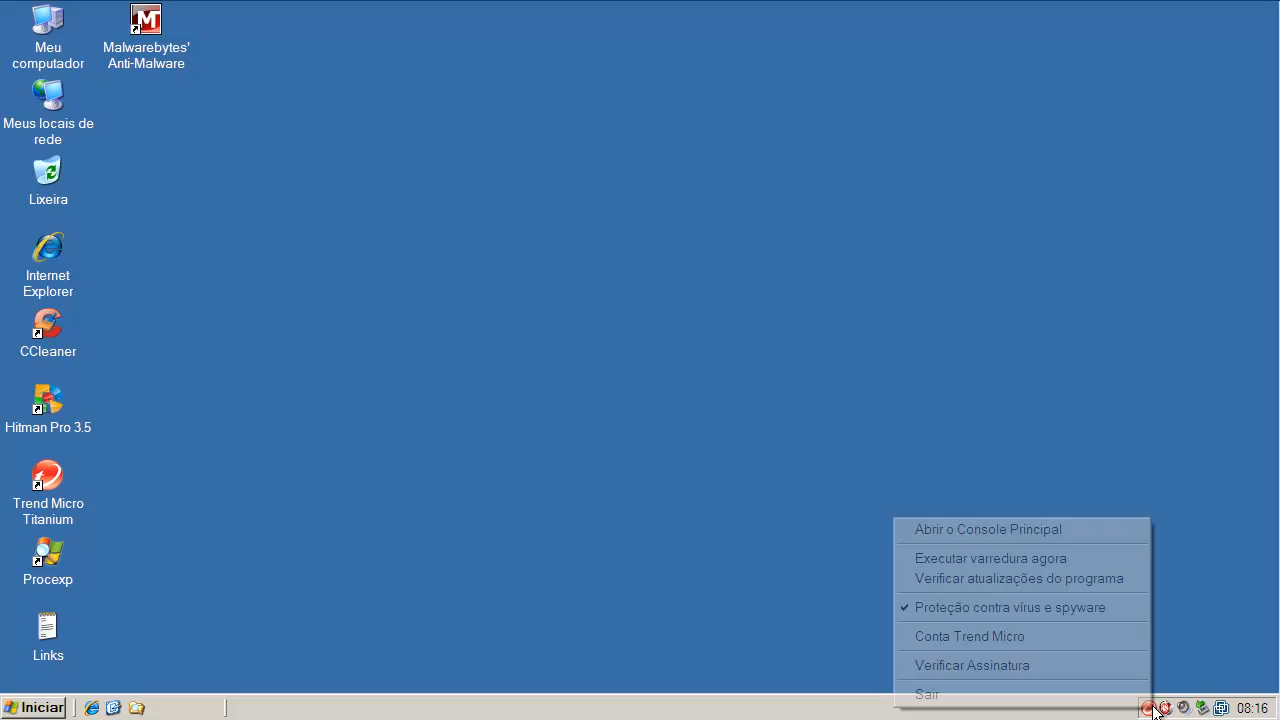 Meu
computador
Malwarebytes'
Anti-Malware
Meus locais de
rede
Lixeira
Internet
Explorer
CCleaner
Hitman Pro 3.5
Trend Micro
Titanium
Procexp
Links
Abrir o Console Principal
Executar varredura agora
Verificar atualizações do programa
Proteção contra vírus e spyware
Conta Trend Micro
Verificar Assinatura
Sair
Iniciar
08:16